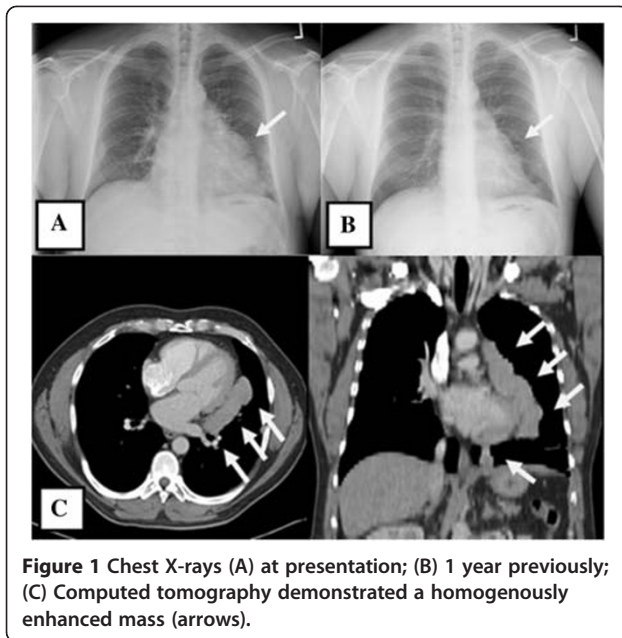 L
L
A
B
C
Figure 1 Chest X-rays (A) at presentation; (B) 1 year previously;
(C) Computed tomography demonstrated a homogenously
enhanced mass (arrows).